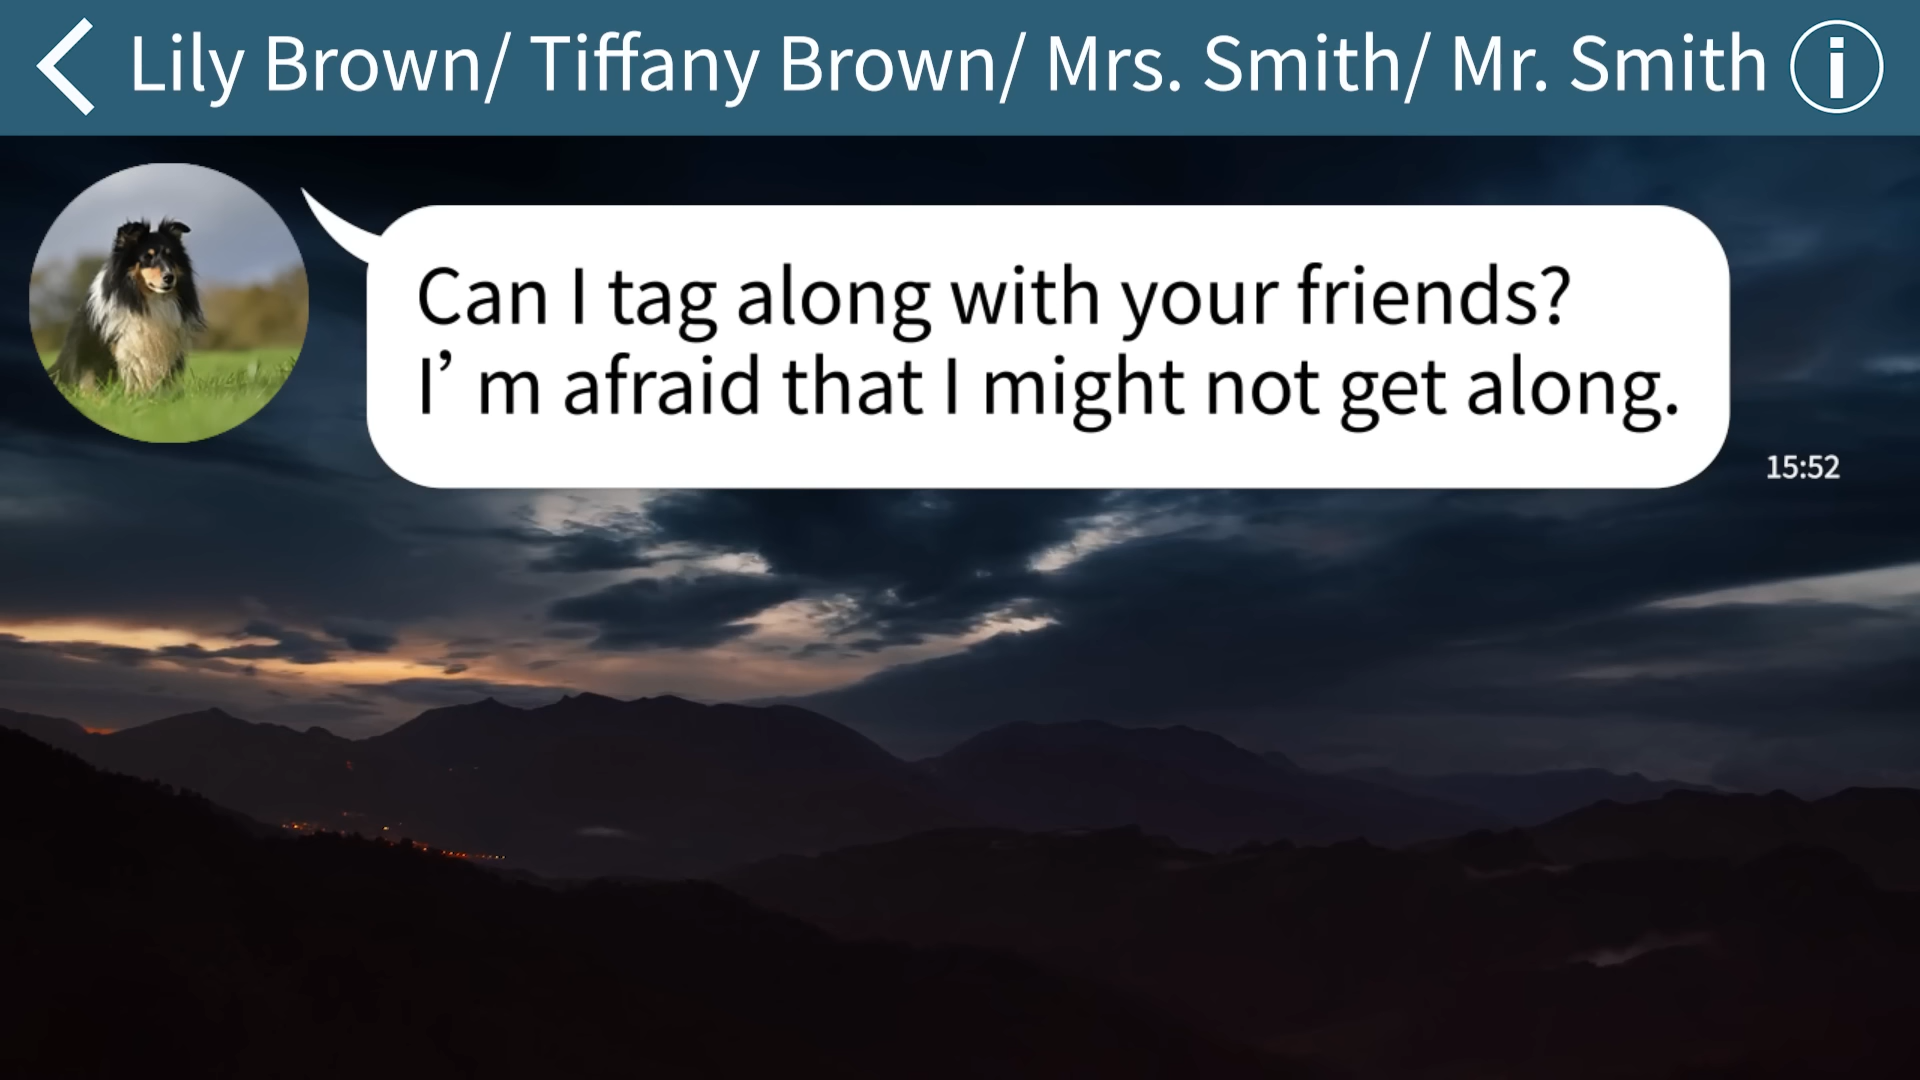 Lily Brown/ Tiffany Brown/ Mrs. Smith/ Mr. Smith
Can I tag along with your friends?
I’ m afraid that I might not get along.
15:52